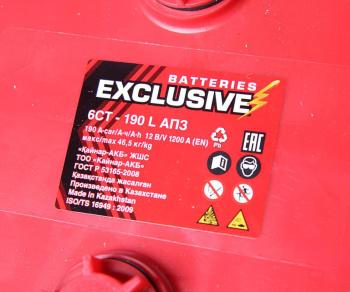 BATTERIES
EXCLUSIVE
6СТ - 190 L АПЗ
190 А-сағ/А-ч/A-h 12 В/V 1200 А (EN)
макс/max 46,5 кг/kg
«Қайнар-АКБ» ЖШС
ТОО «Кайнар-АКБ»
ГОСТ Р 53165-2008
Қазақстанда жасалған
Произведено в Казахстане
Made in Kazakhstan
ISO/TS 16949 : 2009
Pb
EAC